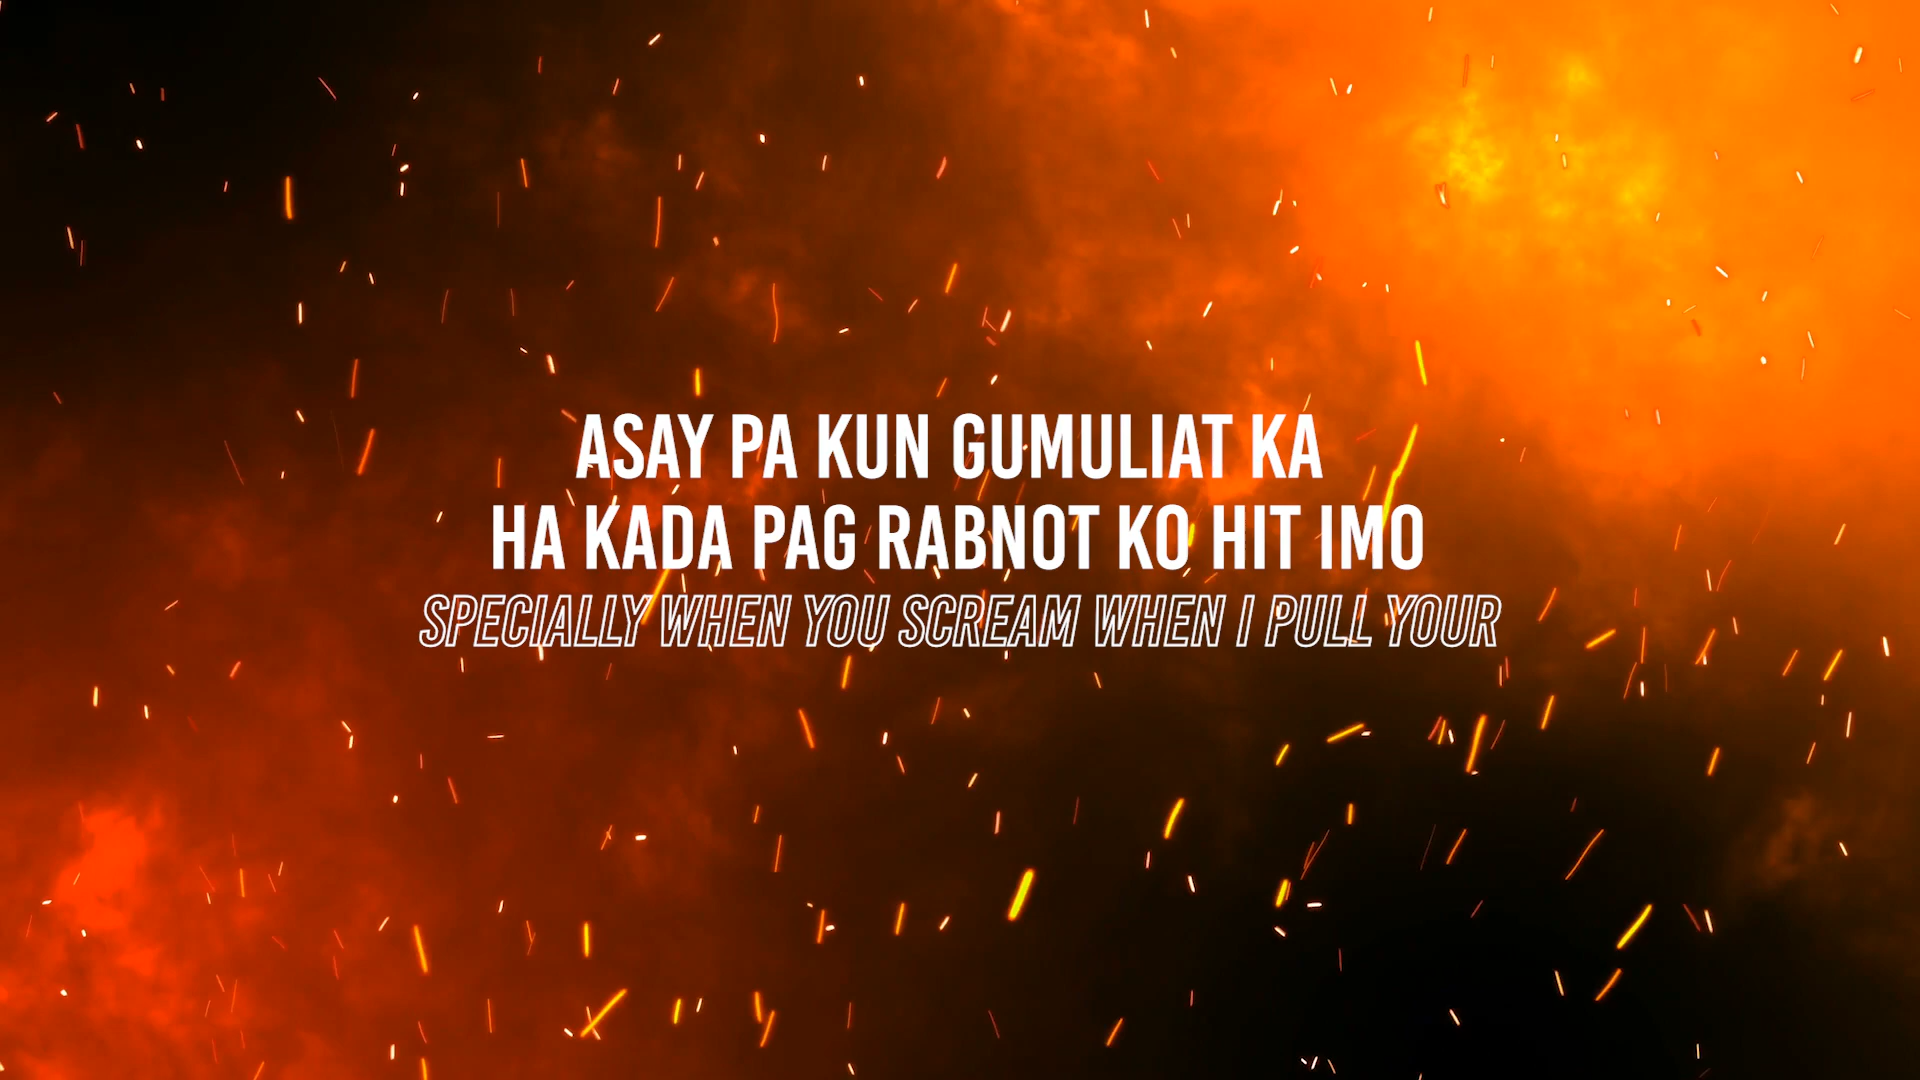 ASAY PA KUN GUMULIAT KA
HA KADA PAG RABNOT KO HIT IMO
SPECIALLY WHEN YOU SCREAM WHEN I PULL YOUR